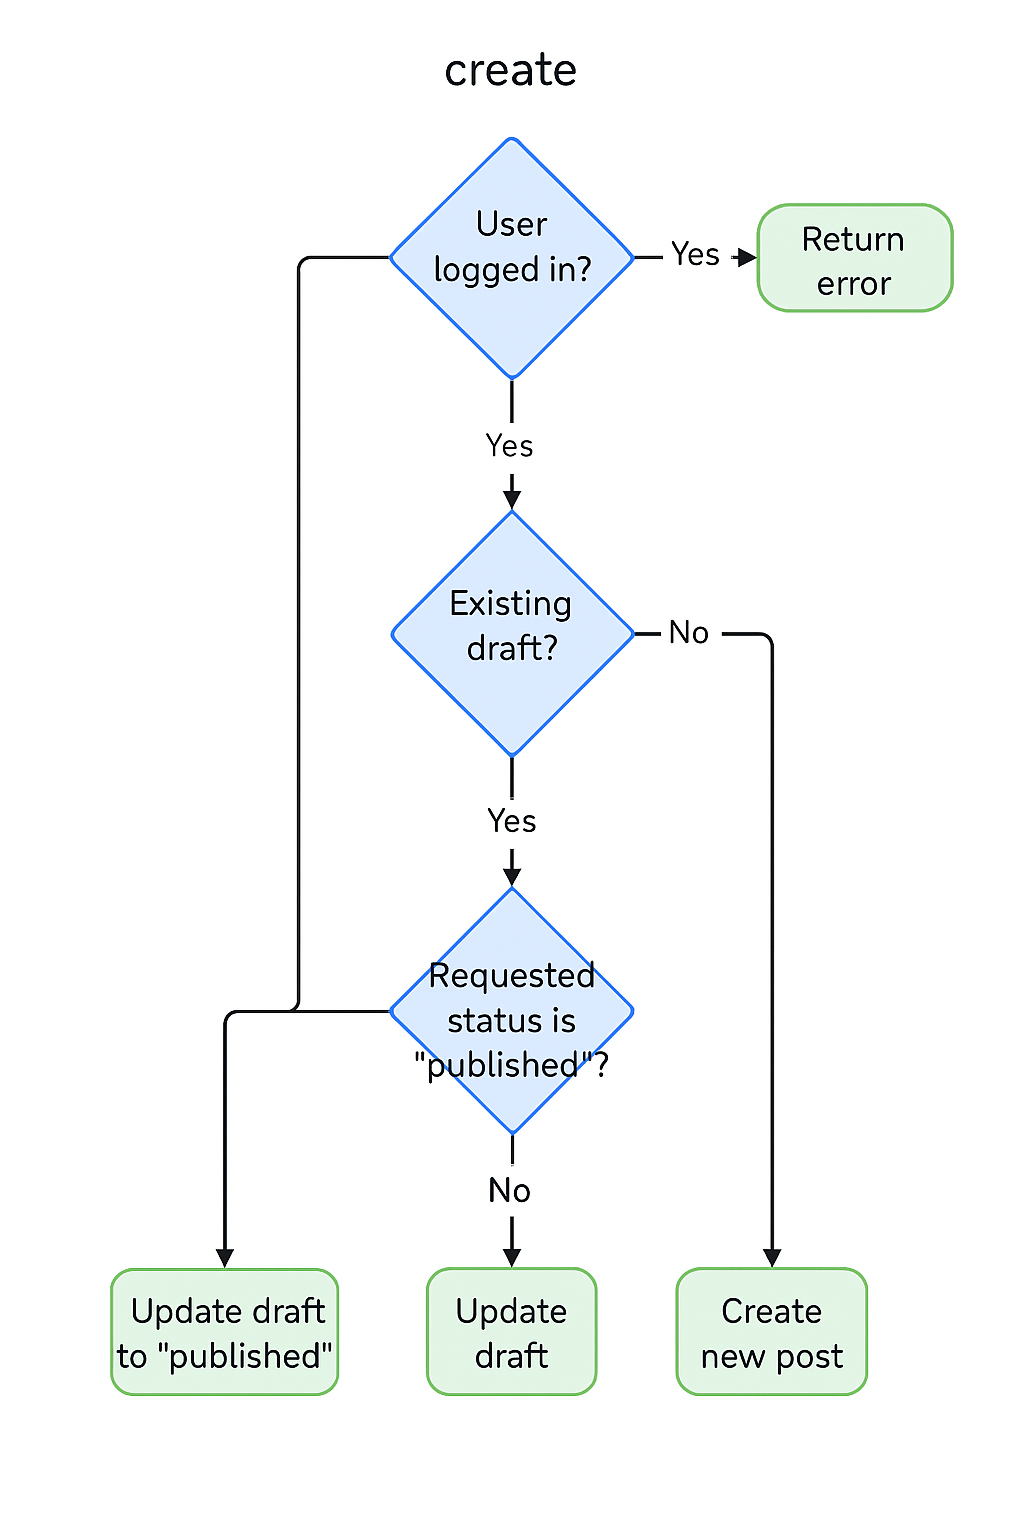 create
User
logged in?
Yes
Return
error
Yes
Existing
draft?
No
Yes
Requested
status is
"published"?
No
Update draft
to "published"
Update
draft
Create
new post